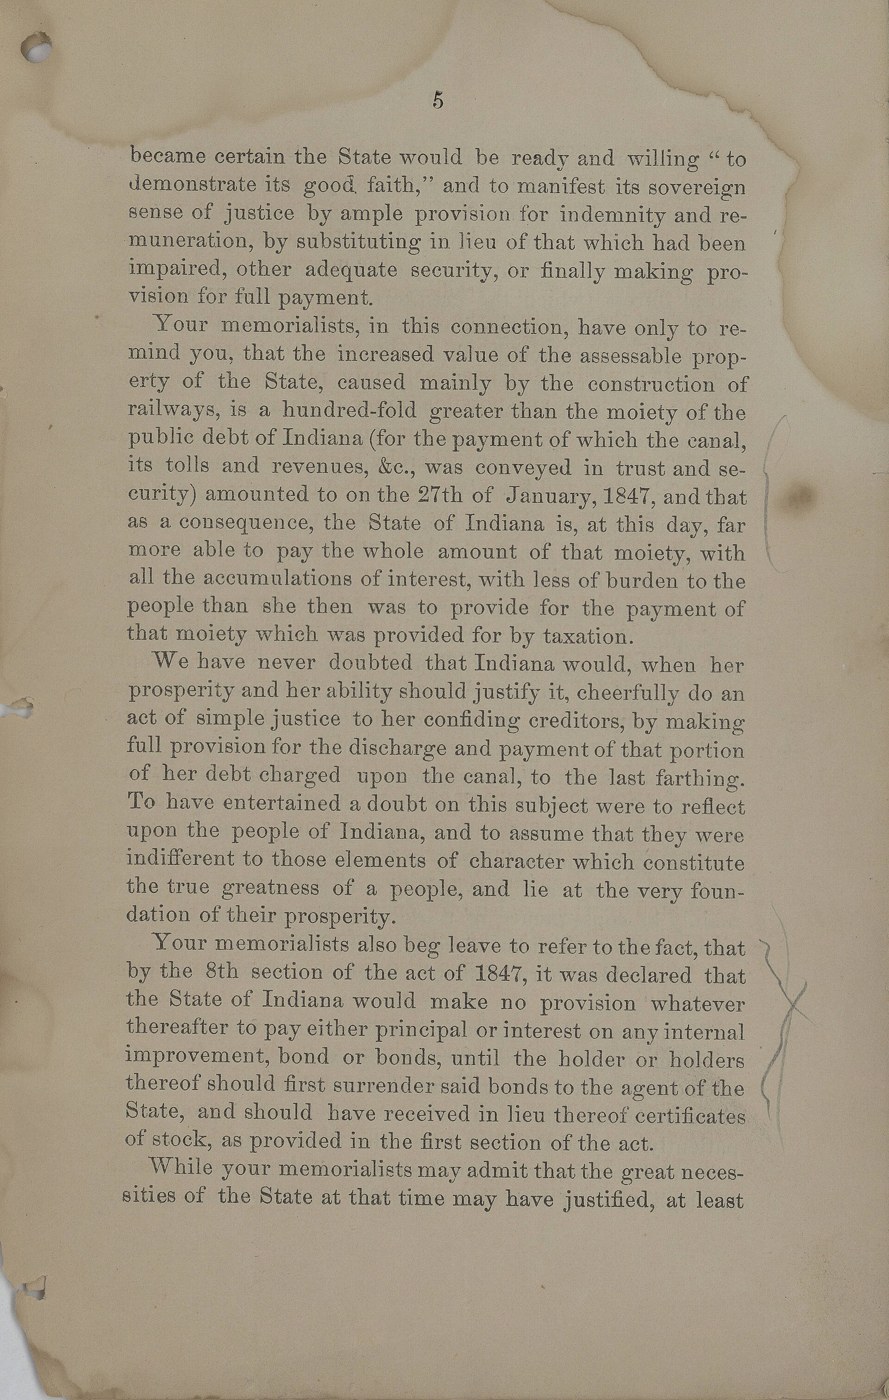 5
became certain the State would be ready and willing “ to
demonstrate its good faith,” and to manifest its sovereign
sense of justice by ample provision for indemnity and re-
muneration, by substituting in lieu of that which had been
impaired, other adequate security, or finally making pro-
vision for full payment.
Your memorialists, in this connection, have only to re-
mind you, that the increased value of the assessable prop-
erty of the State, caused mainly by the construction of
railways, is a hundred-fold greater than the moiety of the
public debt of Indiana (for the payment of which the canal,
its tolls and revenues, &c., was conveyed in trust and se-
curity) amounted to on the 27th of January, 1847, and that
as a consequence, the State of Indiana is, at this day, far
more able to pay the whole amount of that moiety, with
all the accumulations of interest, with less of burden to the
people than she then was to provide for the payment of
that moiety which was provided for by taxation.
We have never doubted that Indiana would, when her
prosperity and her ability should justify it, cheerfully do an
act of simple justice to her confiding creditors, by making
full provision for the discharge and payment of that portion
of her debt charged upon the canal, to the last farthing.
To have entertained a doubt on this subject were to reflect
upon the people of Indiana, and to assume that they were
indifferent to those elements of character which constitute
the true greatness of a people, and lie at the very foun-
dation of their prosperity.
Your memorialists also beg leave to refer to the fact, that
by the 8th section of the act of 1847, it was declared that
the State of Indiana would make no provision whatever
thereafter to pay either principal or interest on any internal
improvement, bond or bonds, until the holder or holders
thereof should first surrender said bonds to the agent of the
State, and should have received in lieu thereof certificates
of stock, as provided in the first section of the act.
While your memorialists may admit that the great neces-
sities of the State at that time may have justified, at least